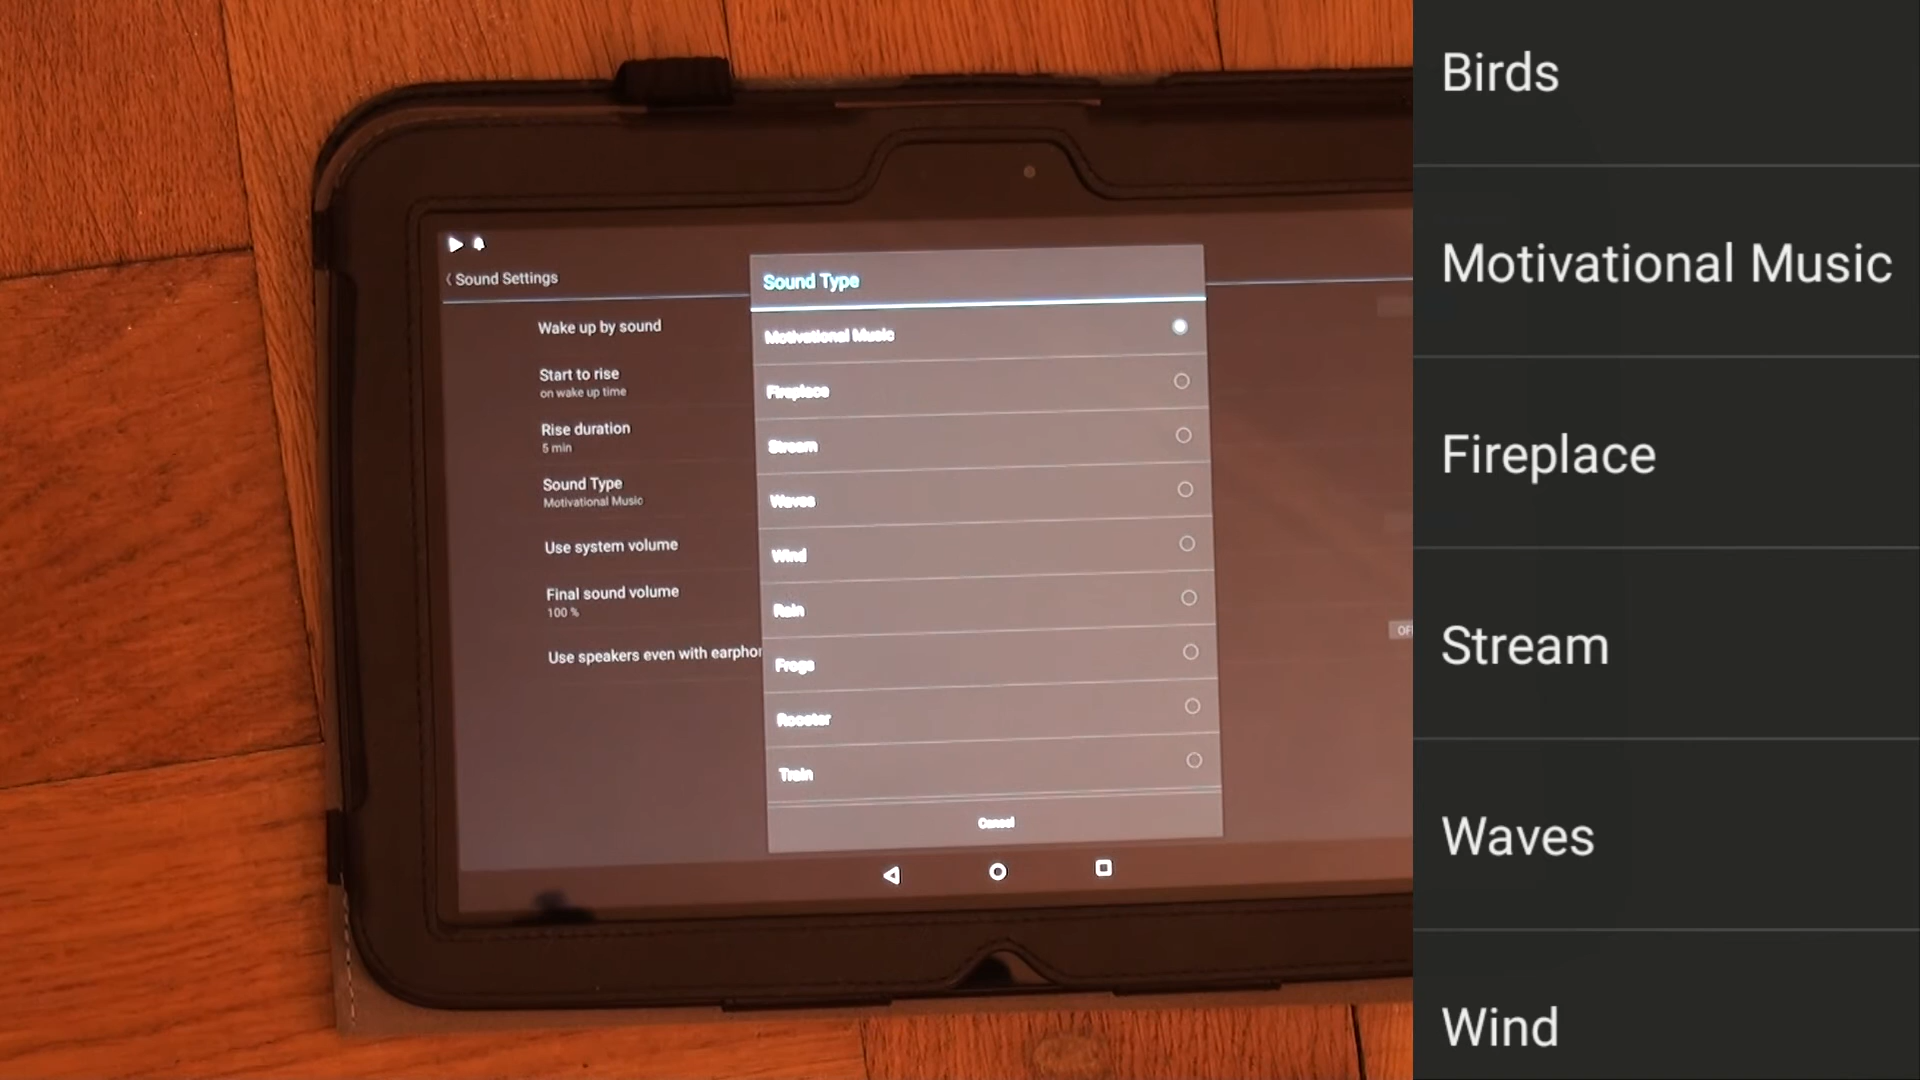 Sound Settings
Wake up by sound
Start to rise
on wake up time
Rise duration
5 min
Sound Type
Motivational Music
Use system volume
Final sound volume
100 %
Use speakers even with
Sound Type
Motivational Music
Fireplace
Stream
Waves
Wind
Rain
Frogs
Rooster
Train
Cancel
Birds
Motivational Music
Fireplace
Stream
Waves
Wind